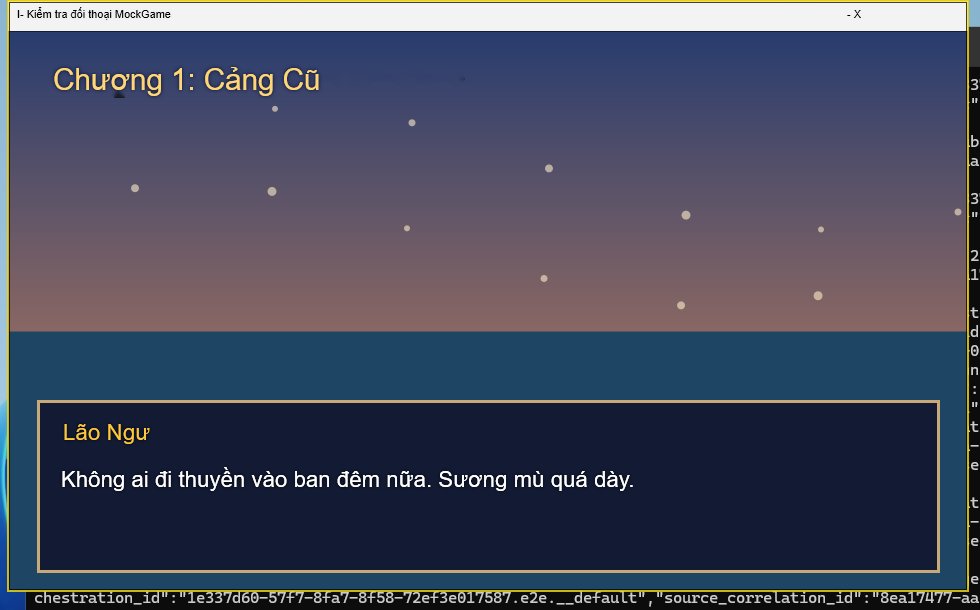 I- Kiểm tra đối thoại MockGame - X
Chương 1: Cảng Cũ
Lão Ngư
Không ai đi thuyền vào ban đêm nữa. Sương mù quá dày.
chestration_id":"1e337d60-57f7-8fa7-8f58-72ef3e017587.e2e.__default","source_correlation_id":"8ea17477-a